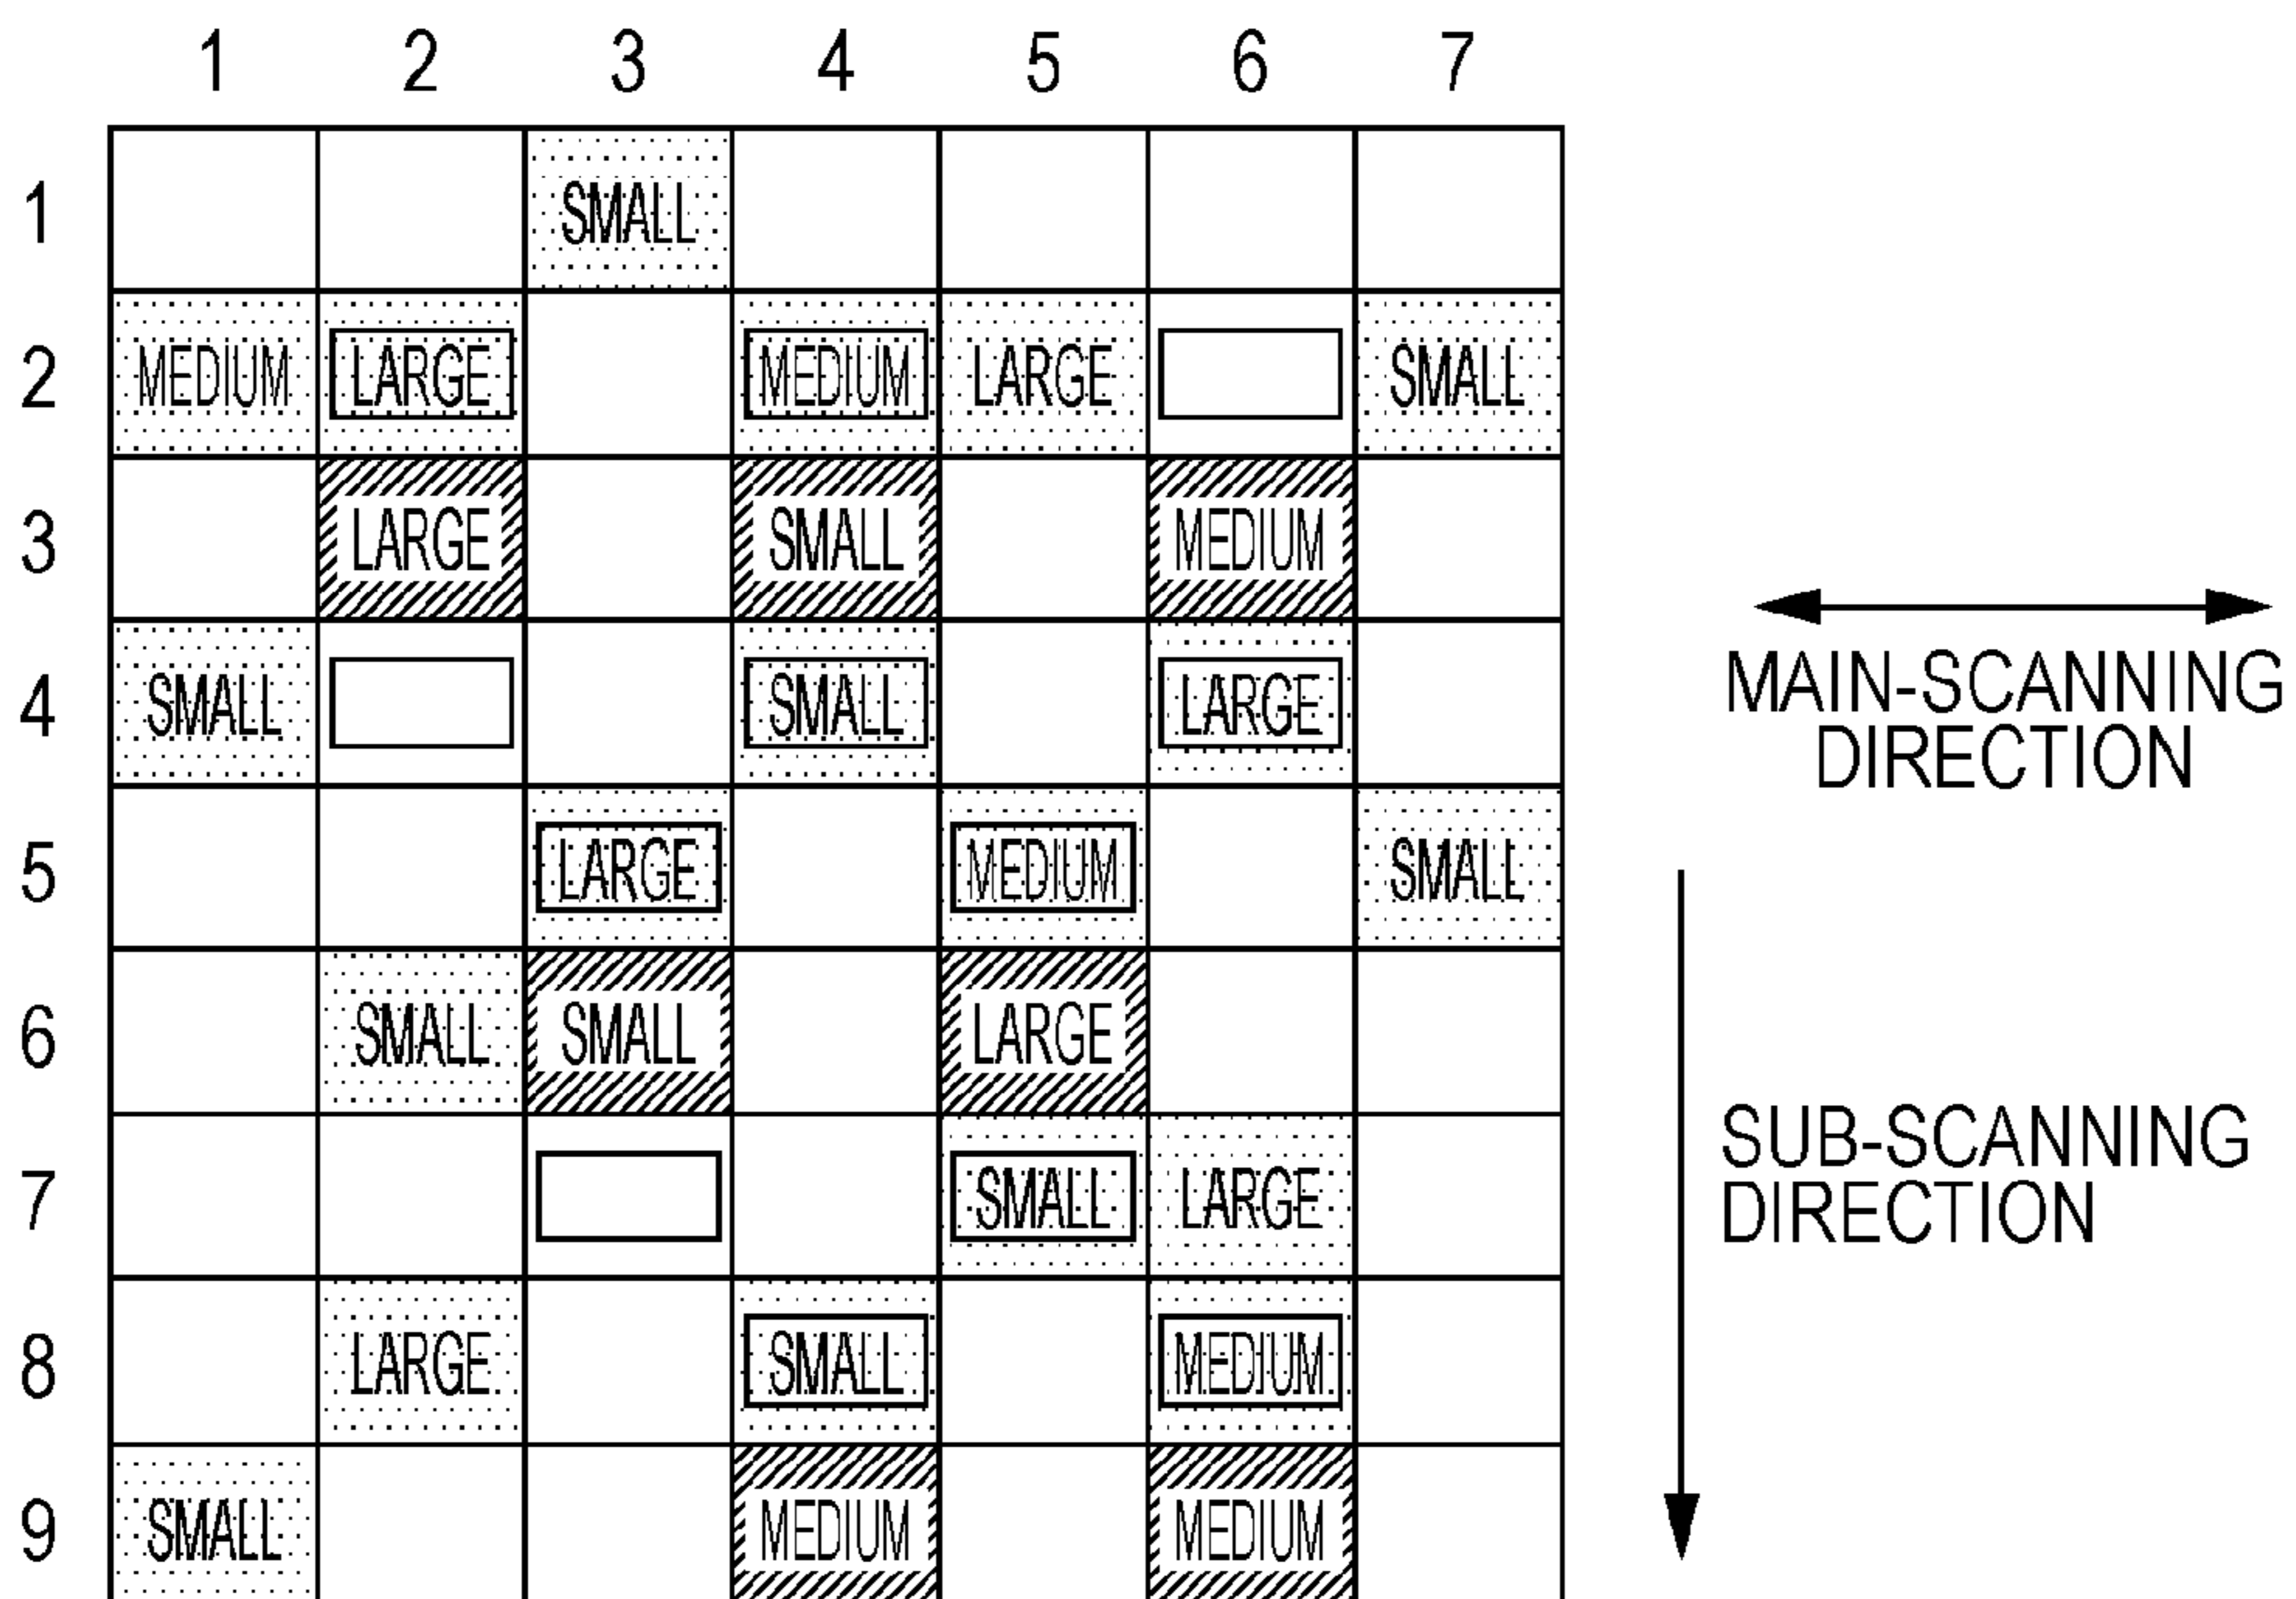 1 2 3 4 5 6 7
1 SMALL
2 MEDIUM LARGE MEDIUM LARGE SMALL
3 LARGE SMALL MEDIUM
4 SMALL SMALL LARGE
5 LARGE MEDIUM SMALL
6 SMALL SMALL LARGE
7 SMALL LARGE
8 LARGE SMALL MEDIUM
9 SMALL MEDIUM MEDIUM
MAIN-SCANNING
DIRECTION
SUB-SCANNING
DIRECTION